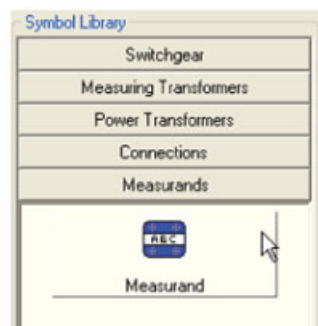 Symbol Library
Switchgear
Measuring Transformers
Power Transformers
Connections
Measurands
ABC
Measurand